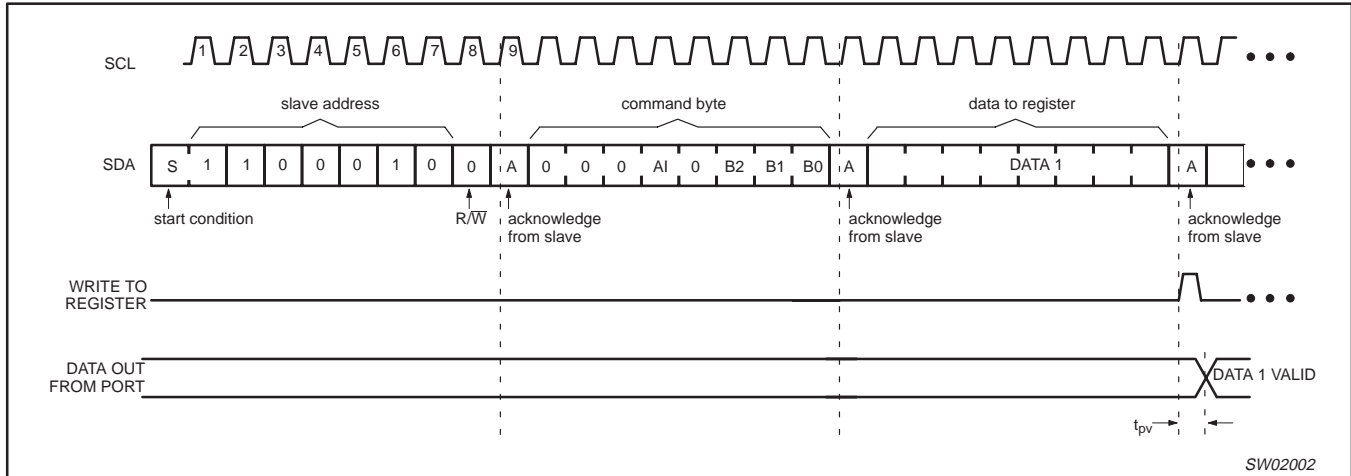 SCL
1 2 3 4 5 6 7 8 9
slave address command byte data to register
SDA S 1 1 0 0 0 1 0 0 A 0 0 0 AI 0 B2 B1 B0 A DATA 1 A
start condition R/W̅ acknowledge from slave acknowledge from slave acknowledge from slave
WRITE TO
REGISTER
DATA OUT
FROM PORT
DATA 1 VALID
tpv
SW02002